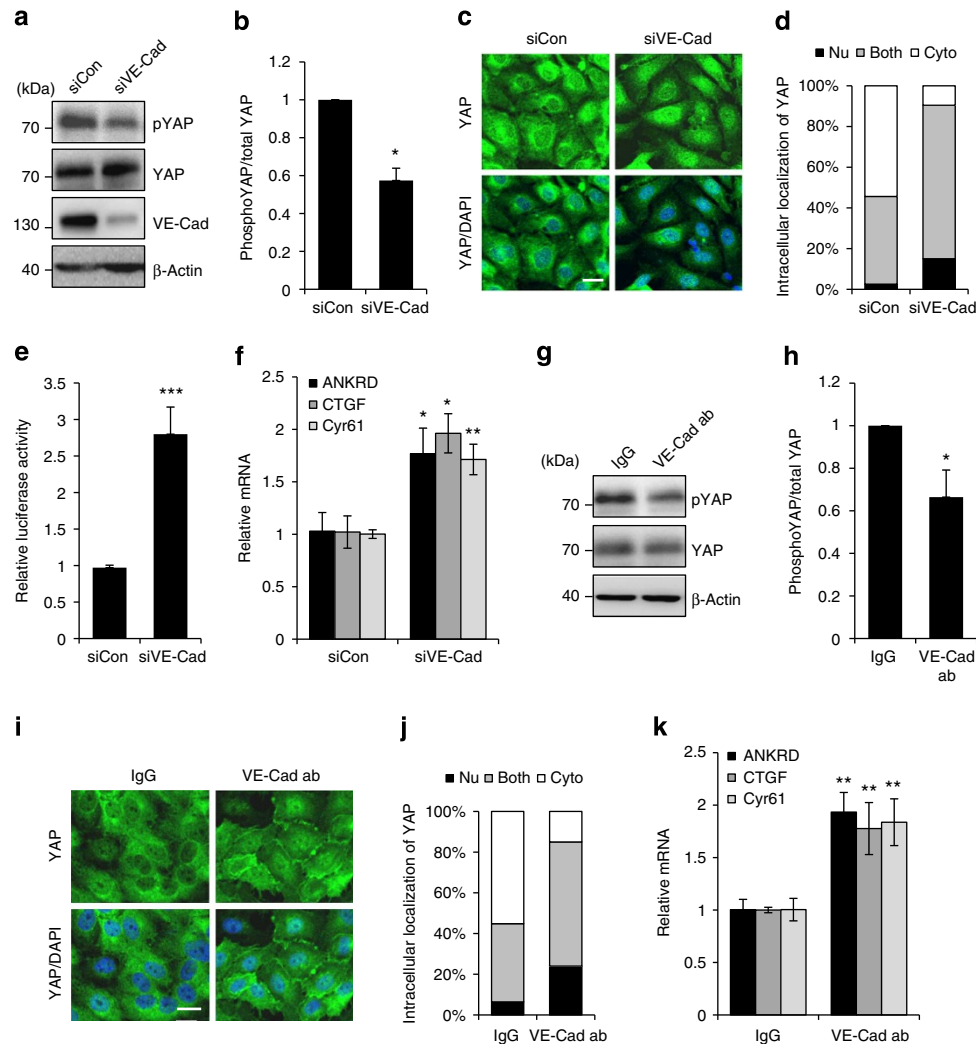 a
siCon
siVE-Cad
(kDa)
70
pYAP
70
YAP
130
VE-Cad
40
β-Actin
b
PhosphoYAP/total YAP
1.2
1
0.8
0.6
0.4
0.2
0
*
siCon siVE-Cad
c
siCon siVE-Cad
YAP
YAP/DAPI
d
Nu Both Cyto
Intracellular localization of YAP
100%
80%
60%
40%
20%
0%
siCon siVE-Cad
e
Relative luciferase activity
3.5
3
2.5
2
1.5
1
0.5
0
***
siCon siVE-Cad
f
Relative mRNA
2.5
2
1.5
1
0.5
0
ANKRD
CTGF
Cyr61
* * **
siCon siVE-Cad
g
IgG
VE-Cad ab
(kDa)
70
pYAP
70
YAP
40
β-Actin
h
PhosphoYAP/total YAP
1.2
1
0.8
0.6
0.4
0.2
0
*
IgG VE-Cad
ab
i
IgG VE-Cad ab
YAP
YAP/DAPI
j
Nu Both Cyto
Intracellular localization of YAP
100%
80%
60%
40%
20%
0%
IgG VE-Cad ab
k
Relative mRNA
2.5
2
1.5
1
0.5
0
ANKRD
CTGF
Cyr61
** ** **
IgG VE-Cad ab